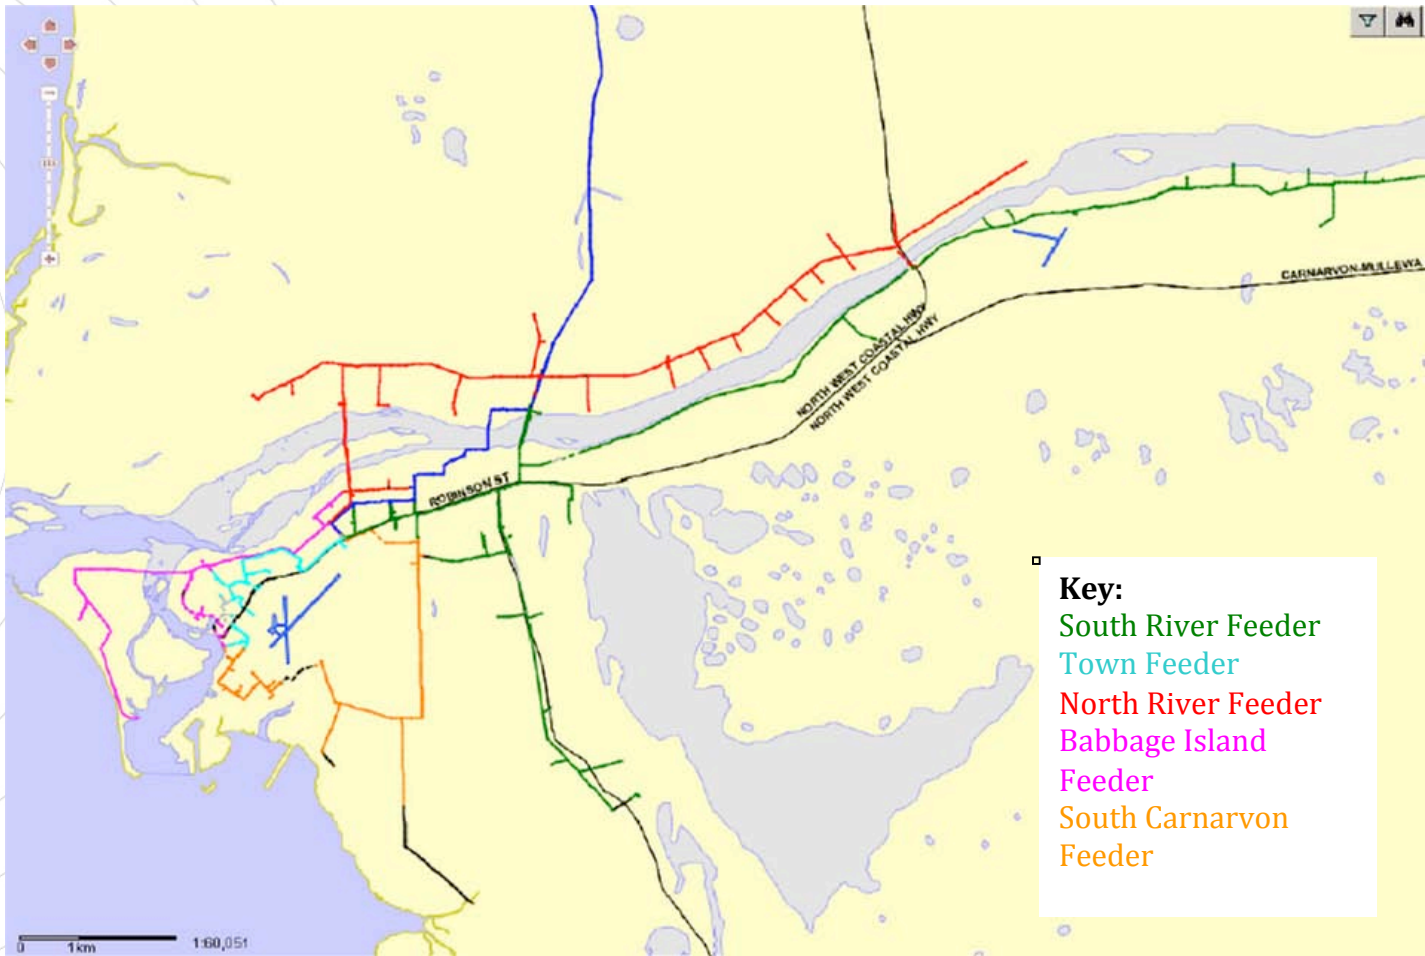 CARNARVON-MULLEWA
NORTH WEST COASTAL HWY
NORTH WEST COASTAL HWY
ROBINSON ST
Key:
South River Feeder
Town Feeder
North River Feeder
Babbage Island
Feeder
South Carnarvon
Feeder
0 1km 1:60,051